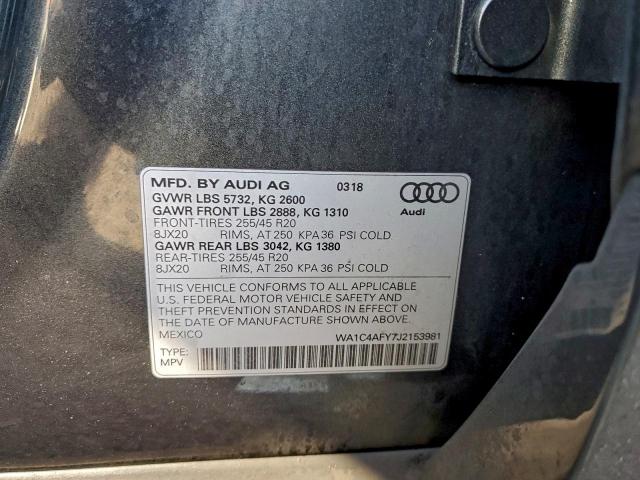 MFD. BY AUDI AG 0318
GVWR LBS 5732, KG 2600
GAWR FRONT LBS 2888, KG 1310
FRONT-TIRES 255/45 R20
8JX20 RIMS, AT 250 KPA 36 PSI COLD
GAWR REAR LBS 3042, KG 1380
REAR-TIRES 255/45 R20
8JX20 RIMS, AT 250 KPA 36 PSI COLD
Audi
THIS VEHICLE CONFORMS TO ALL APPLICABLE
U.S. FEDERAL MOTOR VEHICLE SAFETY AND
THEFT PREVENTION STANDARDS IN EFFECT ON
THE DATE OF MANUFACTURE SHOWN ABOVE.
MEXICO WA1C4AFY7J2153981
TYPE:
MPV